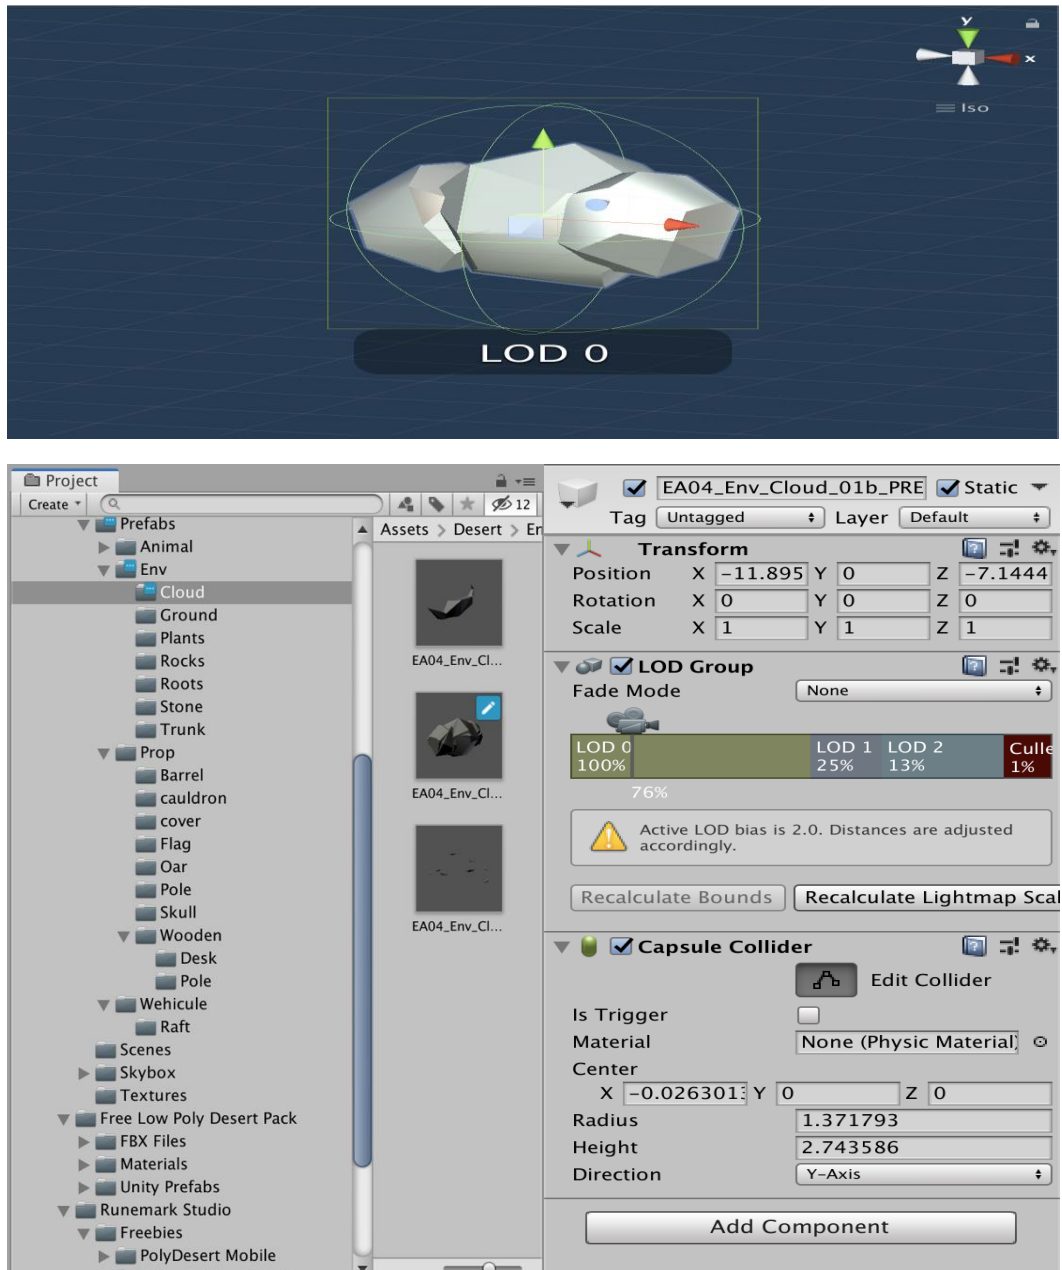 y
x
Iso
LOD 0
Project
Create
12
Prefabs
Animal
Env
Cloud
Ground
Plants
Rocks
Roots
Stone
Trunk
Prop
Barrel
cauldron
cover
Flag
Oar
Pole
Skull
Wooden
Desk
Pole
Wehicule
Raft
Scenes
Skybox
Textures
Free Low Poly Desert Pack
FBX Files
Materials
Unity Prefabs
Runemark Studio
Freebies
PolyDesert Mobile
Assets > Desert > En
EA04_Env_Cl...
EA04_Env_Cl...
EA04_Env_Cl...
EA04_Env_Cloud_01b_PRE Static
Tag Untagged Layer Default
Transform
Position X -11.895 Y 0 Z -7.1444
Rotation X 0 Y 0 Z 0
Scale X 1 Y 1 Z 1
LOD Group
Fade Mode None
LOD 0 LOD 1 LOD 2 Culle
100% 25% 13% 1%
76%
Active LOD bias is 2.0. Distances are adjusted
accordingly.
Recalculate Bounds Recalculate Lightmap Scal
Capsule Collider
Edit Collider
Is Trigger
Material None (Physic Material)
Center
X -0.026301 Y 0 Z 0
Radius 1.371793
Height 2.743586
Direction Y-Axis
Add Component